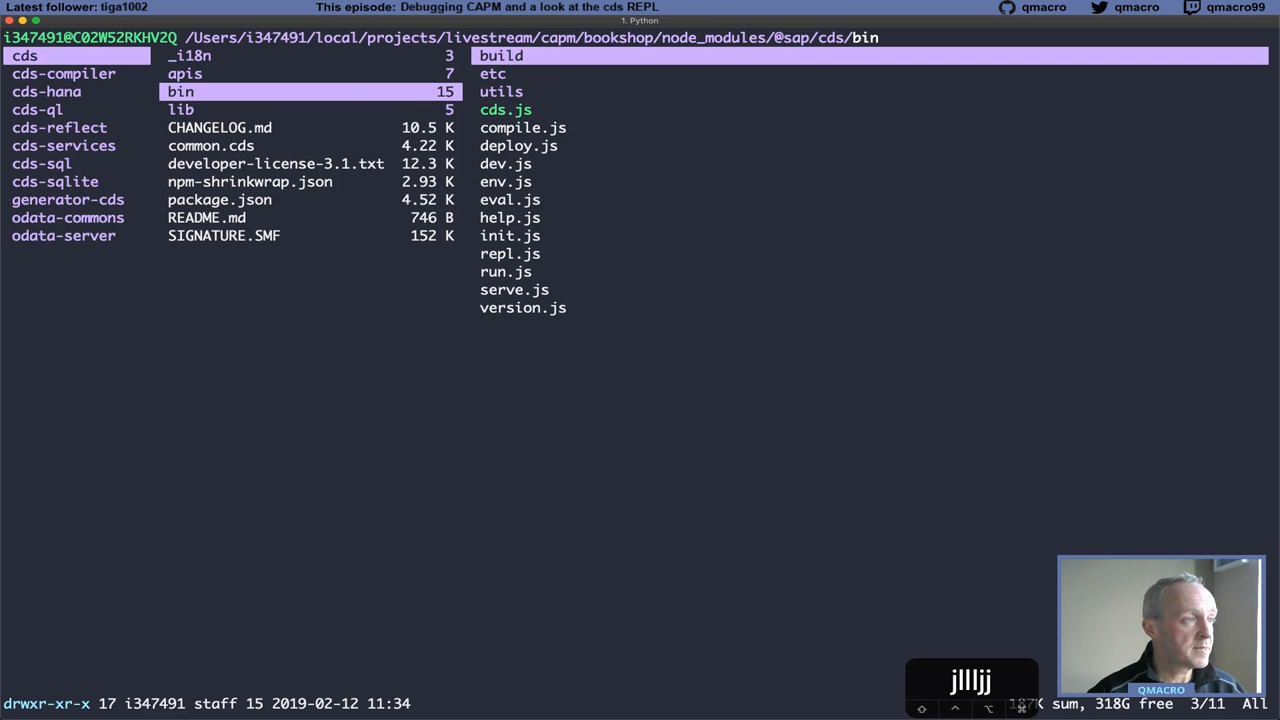 Latest follower: tiga1002 This episode: Debugging CAPM and a look at the cds REPL qmacro qmacro qmacro99
1. Python
i347491@C02W52RKHV2Q /Users/i347491/local/projects/livestream/capm/bookshop/node_modules/@sap/cds/bin
cds _i18n 3 build
cds-compiler apis 7 etc
cds-hana bin 15 utils
cds-ql lib 5 cds.js
cds-reflect CHANGELOG.md 10.5 K compile.js
cds-services common.cds 4.22 K deploy.js
cds-sql developer-license-3.1.txt 12.3 K dev.js
cds-sqlite npm-shrinkwrap.json 2.93 K env.js
generator-cds package.json 4.52 K eval.js
odata-commons README.md 746 B help.js
odata-server SIGNATURE.SMF 152 K init.js
repl.js
run.js
serve.js
version.js
jllljj
QMACRO
drwxr-xr-x 17 i347491 staff 15 2019-02-12 11:34 sum, 318G free 3/11 All